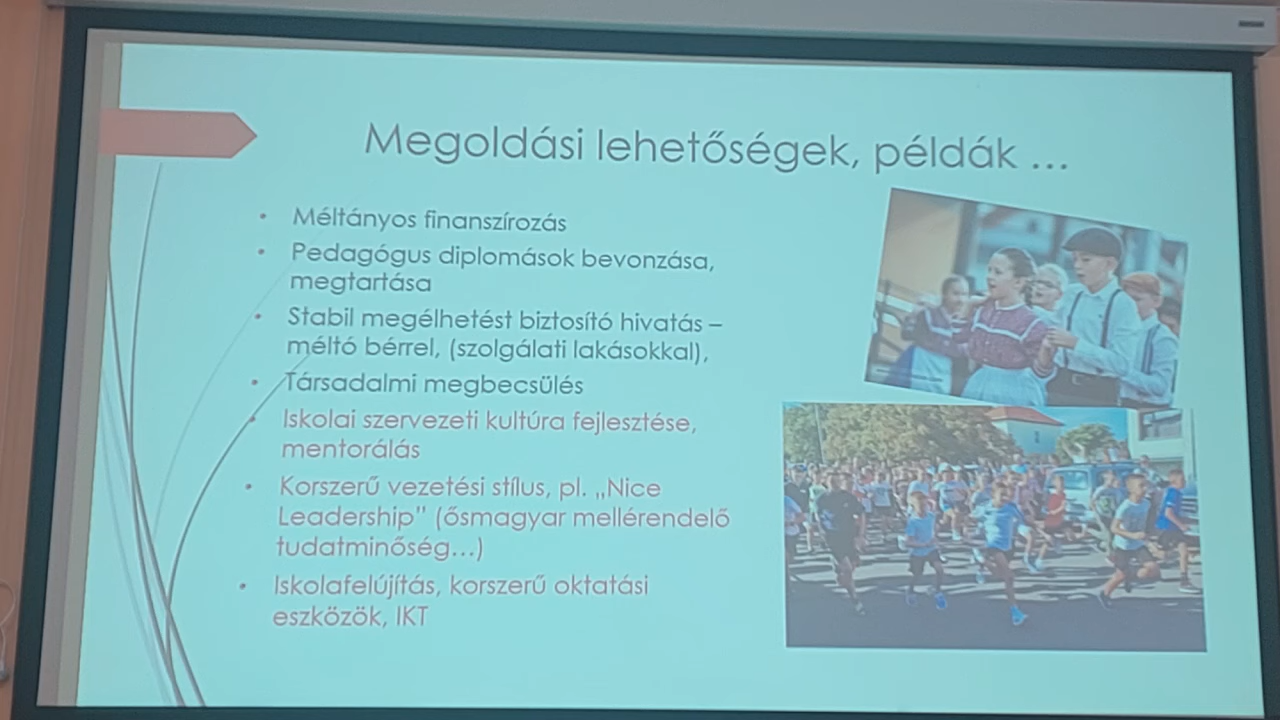 Megoldási lehetőségek, példák ...
• Méltányos finanszírozás
• Pedagógus diplomások bevonzása,
megtartása
• Stabil megélhetést biztosító hivatás –
méltó bérrel, (szolgálati lakásokkal),
• Társadalmi megbecsülés
• Iskolai szervezeti kultúra fejlesztése,
mentorálás
• Korszerű vezetési stílus, pl. „Nice
Leadership” (ősmagyar mellérendelő
tudatminőség...)
• Iskolafelújítás, korszerű oktatási
eszközök, IKT